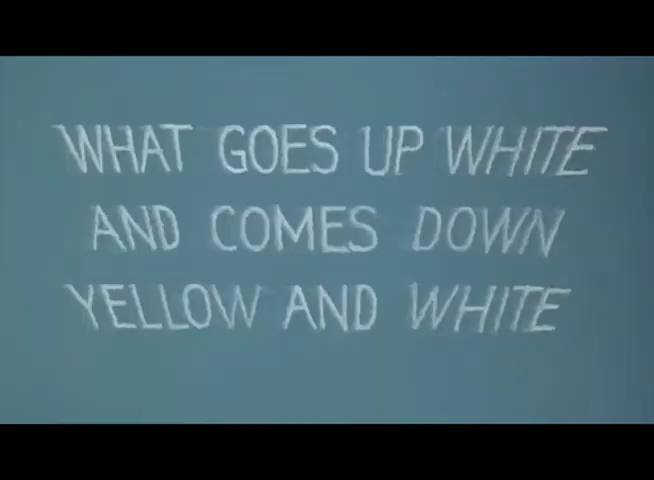 WHAT GOES UP WHITE
AND COMES DOWN
YELLOW AND WHITE